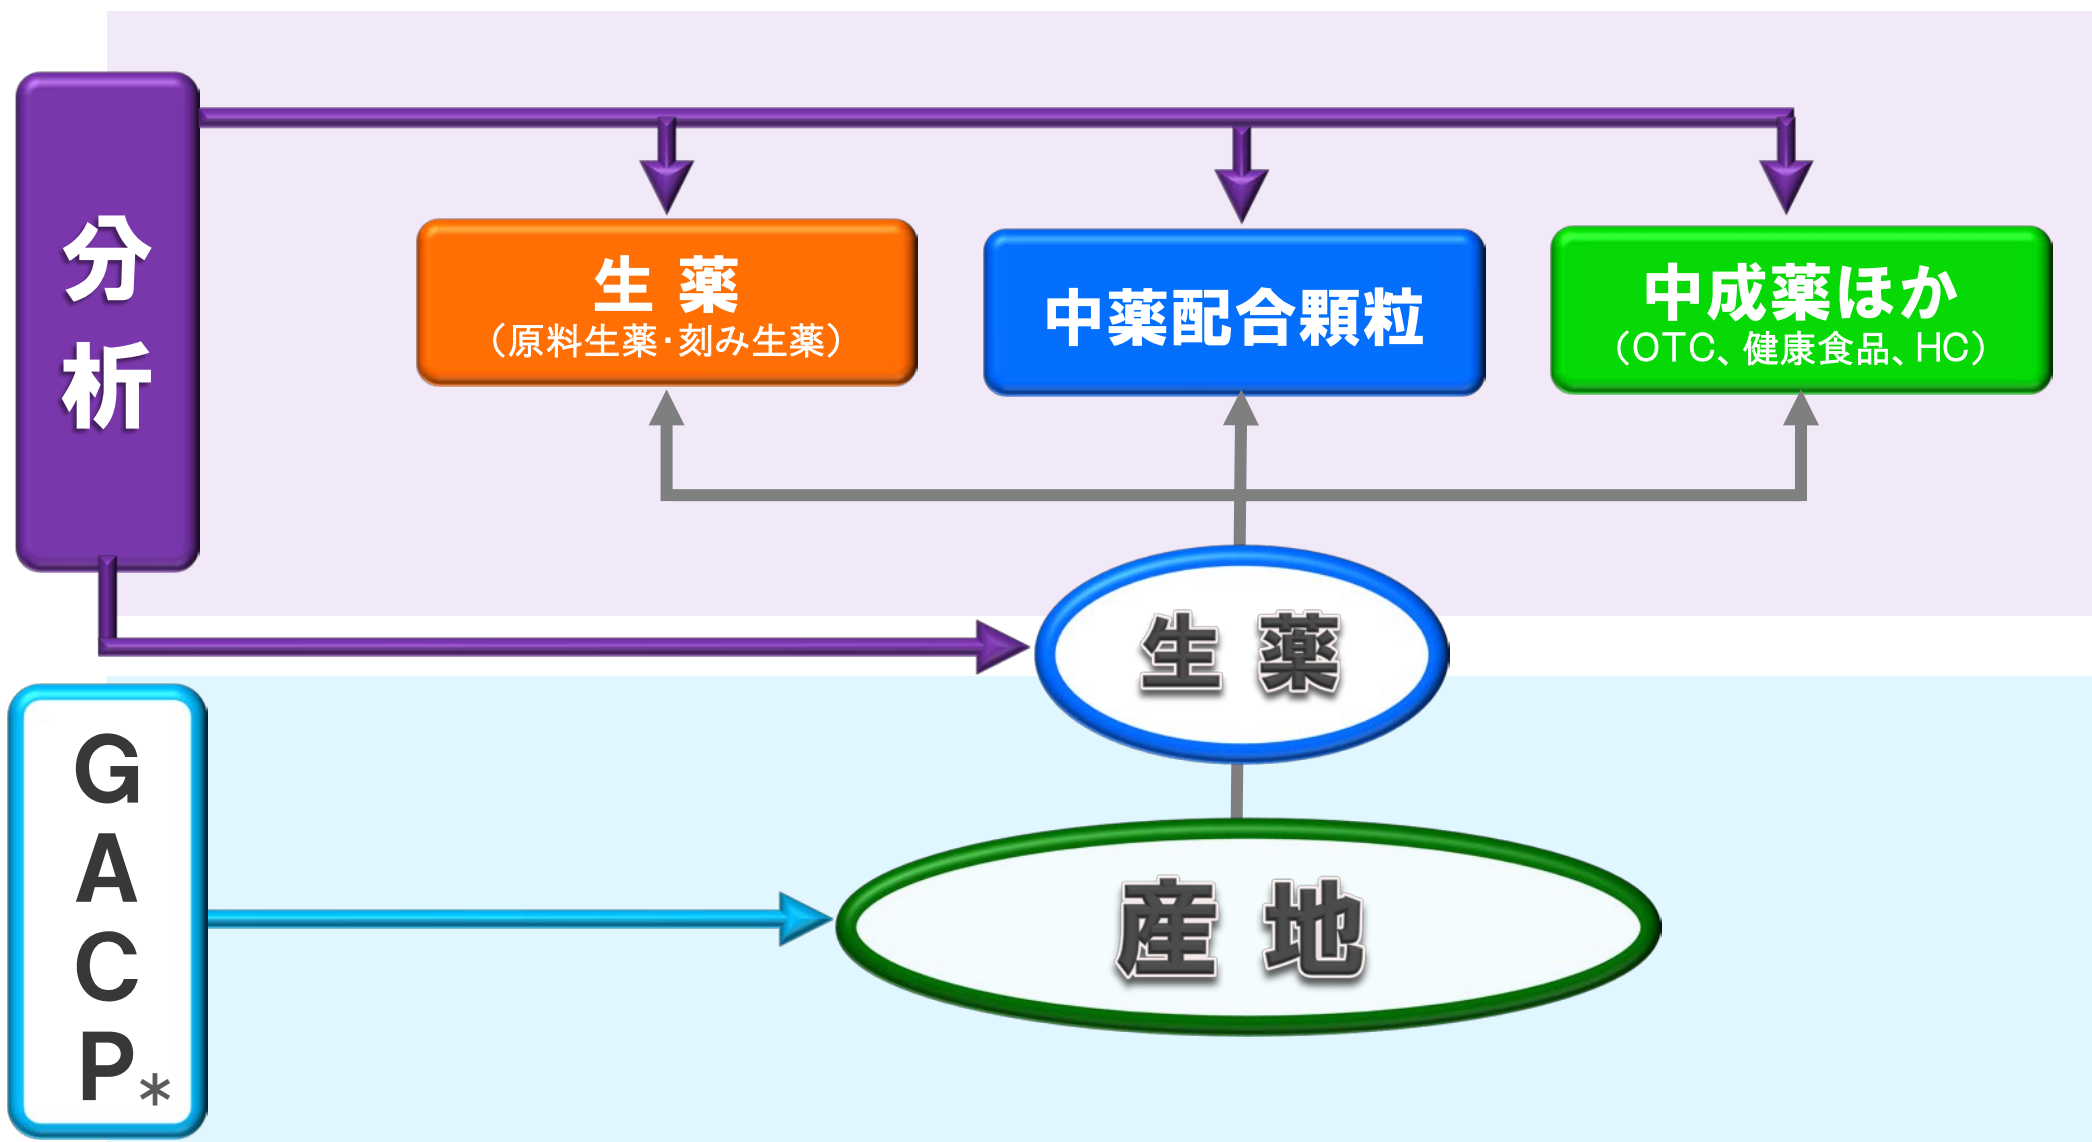 分析
生薬
（原料生薬・刻み生薬）
中薬配合顆粒
中成薬ほか
（OTC、健康食品、HC）
生薬
GACP*
産地